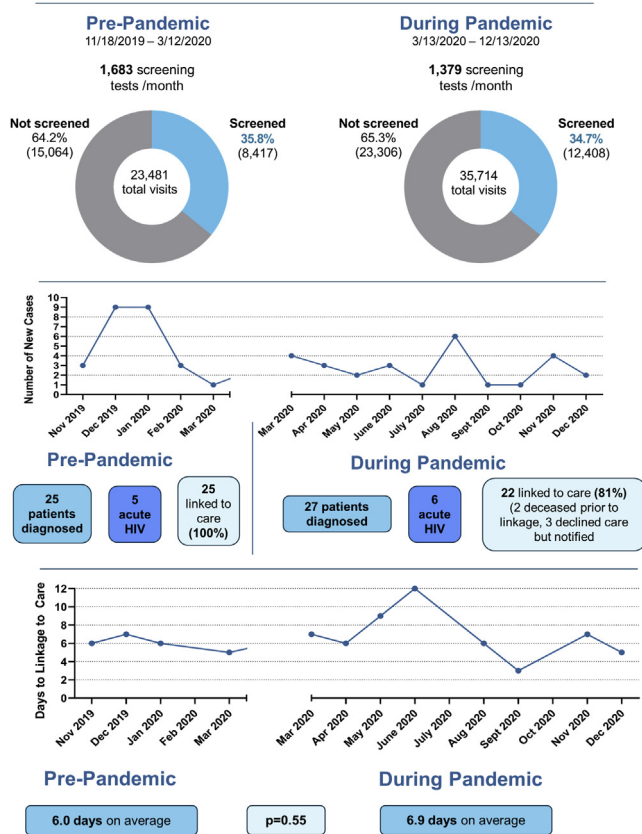 Pre-Pandemic
11/18/2019 – 3/12/2020
1,683 screening
tests /month
Not screened
64.2%
(15,064)
Screened
35.8%
(8,417)
23,481
total visits
During Pandemic
3/13/2020 – 12/13/2020
1,379 screening
tests /month
Not screened
65.3%
(23,306)
Screened
34.7%
(12,408)
35,714
total visits
Number of New Cases
10
9
8
7
6
5
4
3
2
1
0
Nov 2019
Dec 2019
Jan 2020
Feb 2020
Mar 2020
Mar 2020
Apr 2020
May 2020
June 2020
July 2020
Aug 2020
Sept 2020
Oct 2020
Nov 2020
Dec 2020
Pre-Pandemic
25
patients
diagnosed
5
acute
HIV
25
linked to
care
(100%)
During Pandemic
27 patients
diagnosed
6
acute
HIV
22 linked to care (81%)
(2 deceased prior to
linkage, 3 declined care
but notified
Days to Linkage to Care
12
10
8
6
4
2
0
Nov 2019
Dec 2019
Jan 2020
Feb 2020
Mar 2020
Mar 2020
Apr 2020
May 2020
June 2020
July 2020
Aug 2020
Sept 2020
Oct 2020
Nov 2020
Dec 2020
Pre-Pandemic
6.0 days on average
p=0.55
During Pandemic
6.9 days on average